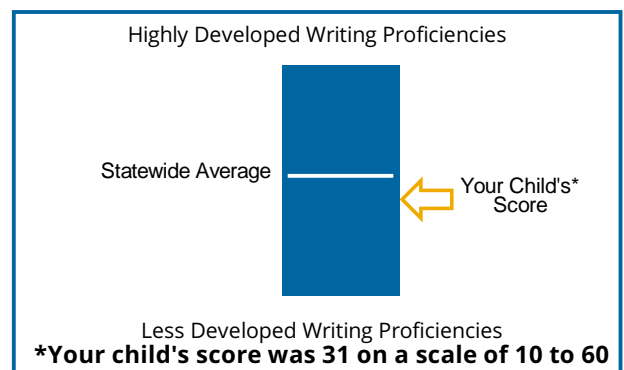 Highly Developed Writing Proficiencies
Statewide Average
Your Child's*
Score
Less Developed Writing Proficiencies
*Your child's score was 31 on a scale of 10 to 60